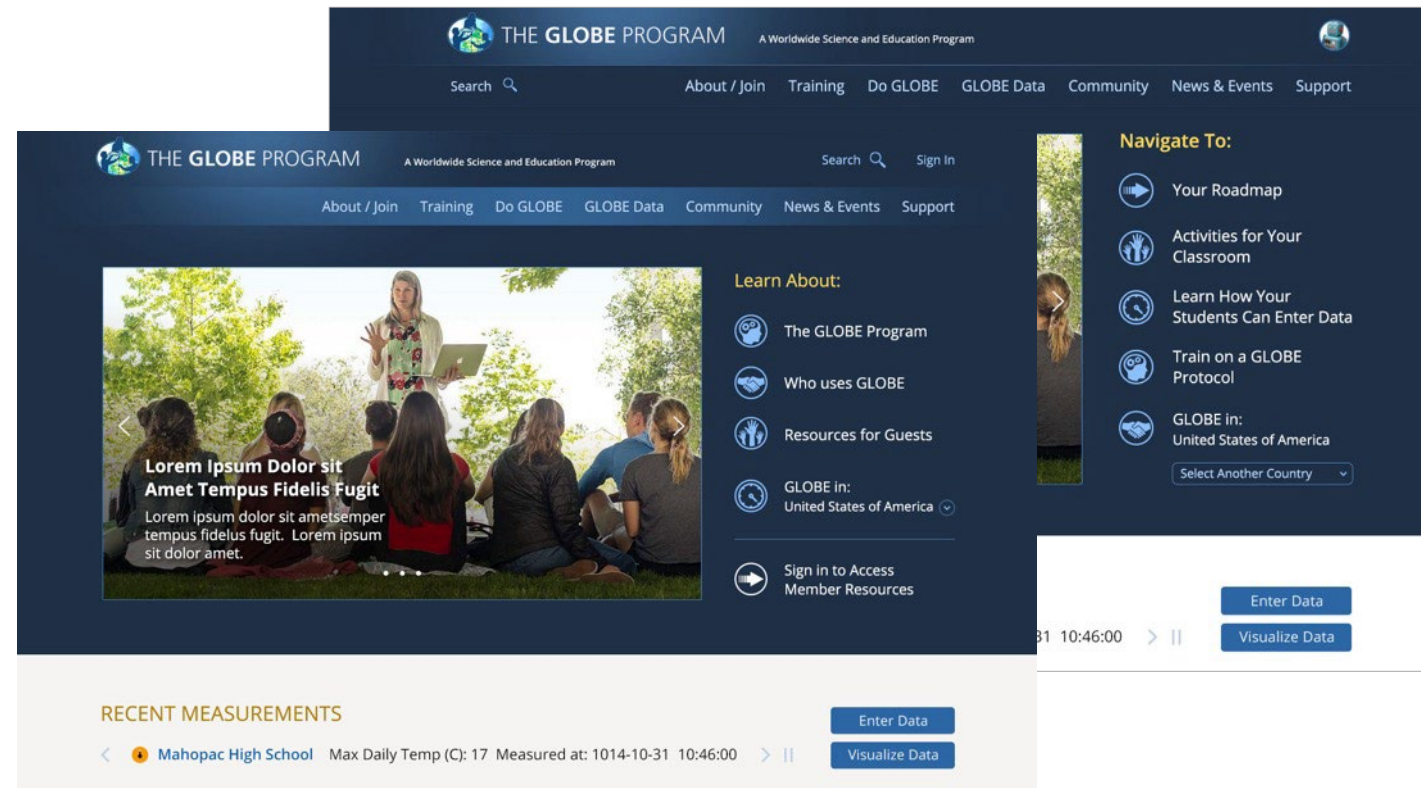 THE GLOBE PROGRAM
A Worldwide Science and Education Program
Search
About / Join Training Do GLOBE GLOBE Data Community News & Events Support
Navigate To:
Your Roadmap
Activities for Your
Classroom
Learn How Your
Students Can Enter Data
Train on a GLOBE
Protocol
GLOBE in:
United States of America
Select Another Country
Enter Data
31 10:46:00
Visualize Data
THE GLOBE PROGRAM
A Worldwide Science and Education Program
Search
Sign In
About / Join Training Do GLOBE GLOBE Data Community News & Events Support
Lorem Ipsum Dolor sit
Amet Tempus Fidelis Fugit
Lorem ipsum dolor sit ametsemper
tempus fidelus fugit. Lorem ipsum
sit dolor amet.
Learn About:
The GLOBE Program
Who uses GLOBE
Resources for Guests
GLOBE in:
United States of America
Sign in to Access
Member Resources
RECENT MEASUREMENTS
Enter Data
Mahopac High School Max Daily Temp (C): 17 Measured at: 1014-10-31 10:46:00
Visualize Data